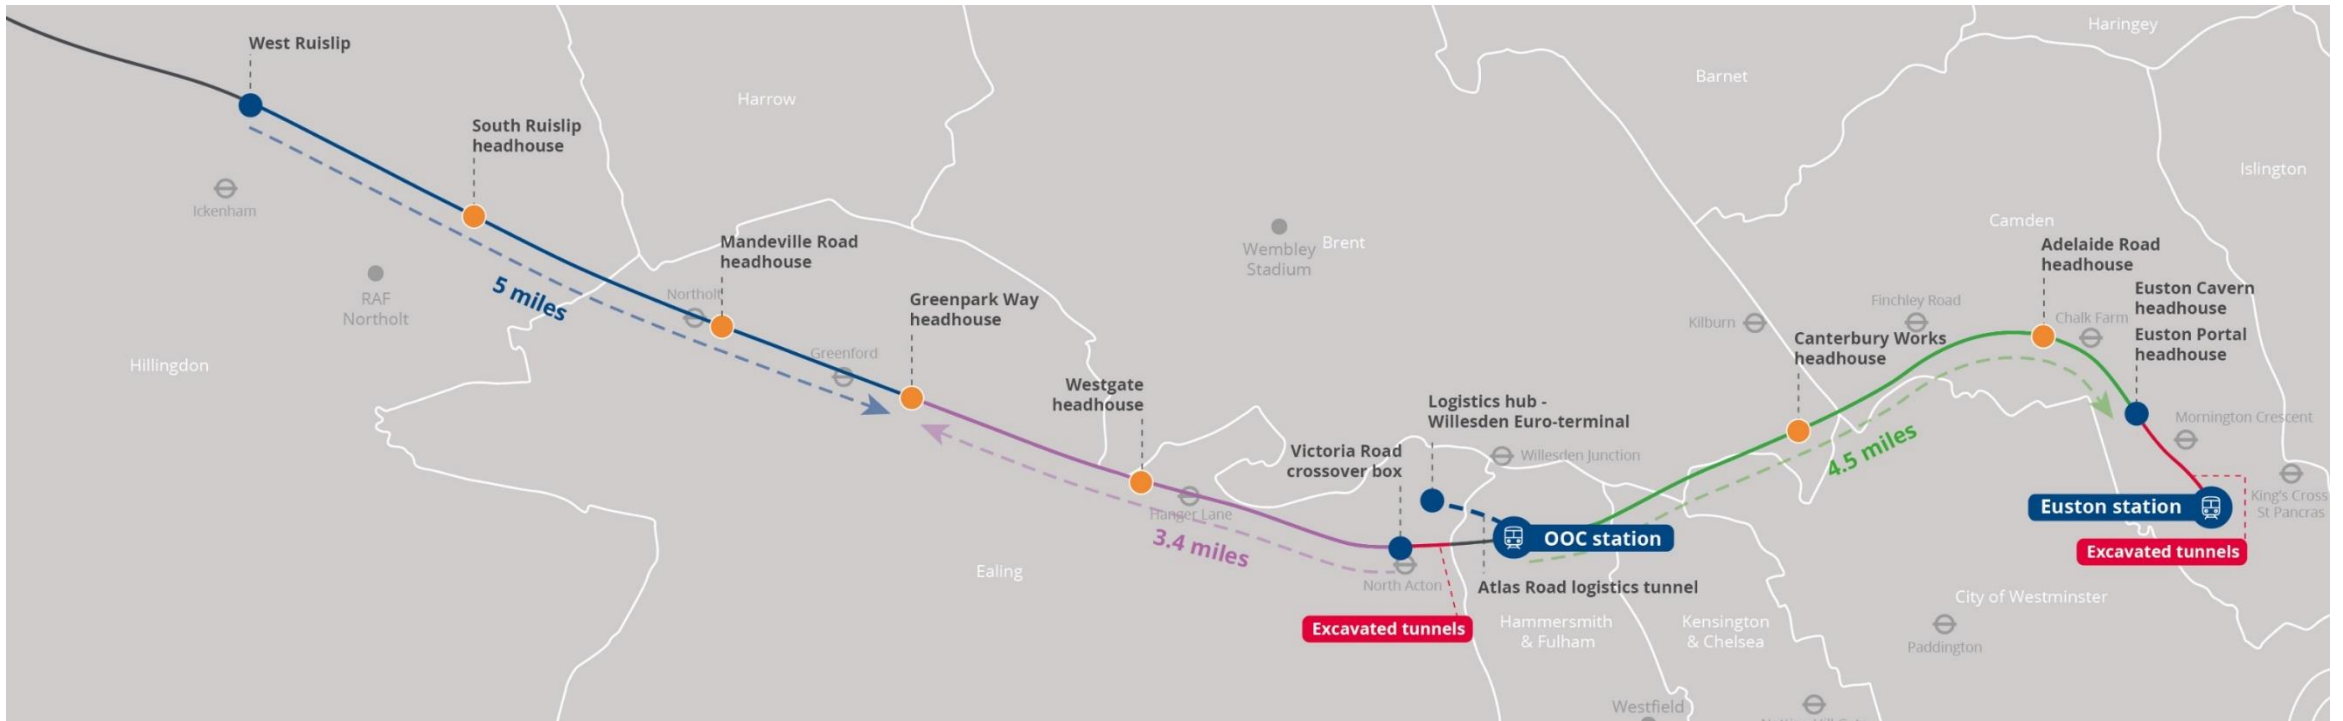 West Ruislip
South Ruislip
headhouse
Mandeville Road
headhouse
Greenpark Way
headhouse
Westgate
headhouse
Victoria Road
crossover box
Logistics hub -
Willesden Euro-terminal
Canterbury Works
headhouse
Adelaide Road
headhouse
Euston Cavern
headhouse
Euston Portal
headhouse
Haringey
Barnet
Harrow
Islington
Camden
Brent
Hillingdon
Ealing
Hammersmith
& Fulham
Kensington
& Chelsea
City of Westminster
Ickenham
RAF
Northolt
Northolt
Greenford
Wembley
Stadium
Hanger Lane
North Acton
Willesden Junction
Kilburn
Finchley Road
Chalk Farm
Mornington Crescent
King's Cross
St Pancras
Paddington
Westfield
5 miles
3.4 miles
4.5 miles
OOC station
Euston station
Atlas Road logistics tunnel
Excavated tunnels
Excavated tunnels